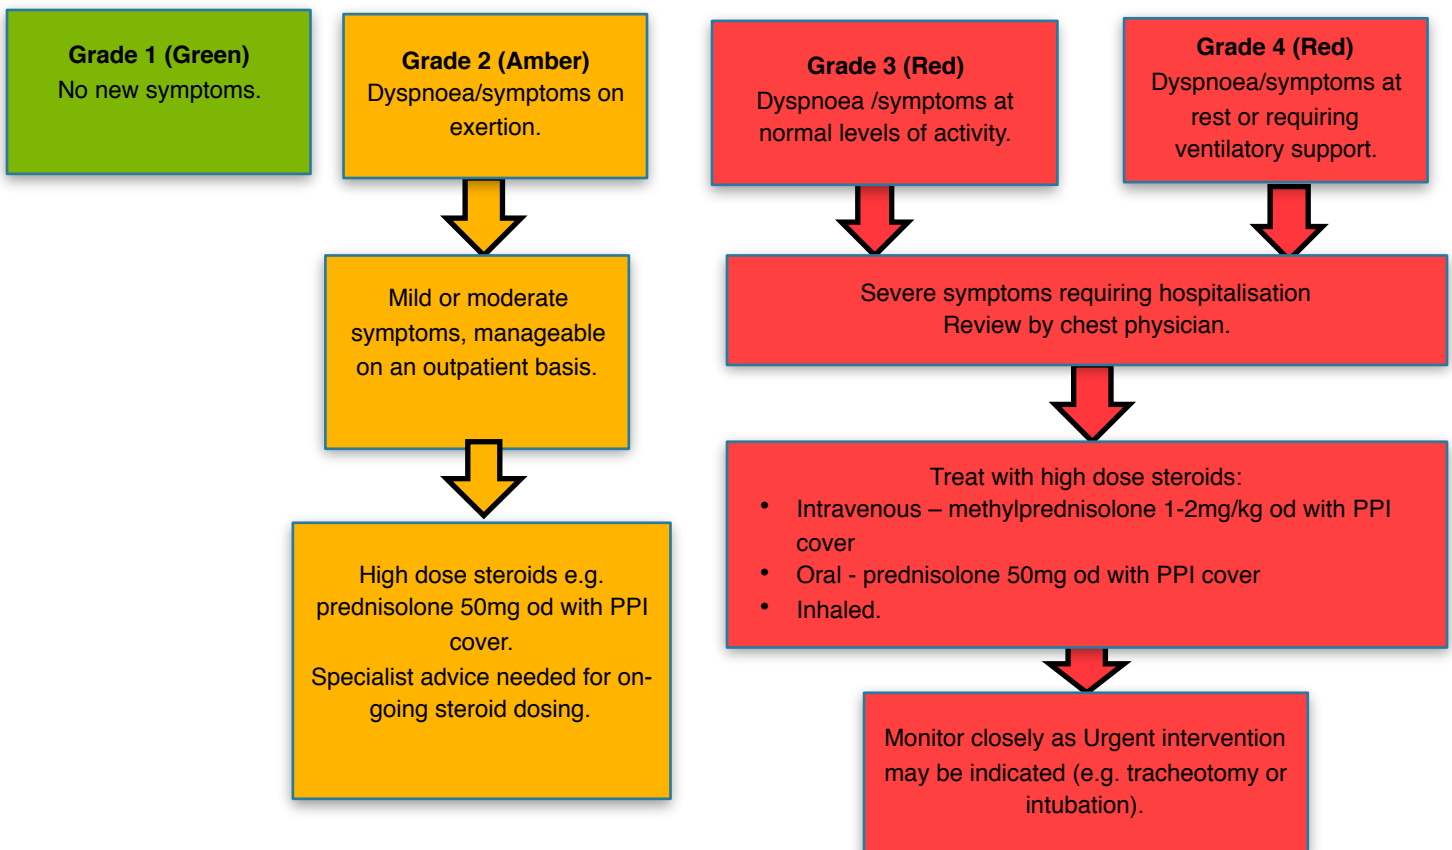 Grade 1 (Green)
No new symptoms.
Grade 2 (Amber)
Dyspnoea/symptoms on
exertion.
Grade 3 (Red)
Dyspnoea /symptoms at
normal levels of activity.
Grade 4 (Red)
Dyspnoea/symptoms at
rest or requiring
ventilatory support.
Mild or moderate
symptoms, manageable
on an outpatient basis.
High dose steroids e.g.
prednisolone 50mg od with PPI
cover.
Specialist advice needed for on-
going steroid dosing.
Severe symptoms requiring hospitalisation
Review by chest physician.
Treat with high dose steroids:
• Intravenous – methylprednisolone 1-2mg/kg od with PPI
cover
• Oral - prednisolone 50mg od with PPI cover
• Inhaled.
Monitor closely as Urgent intervention
may be indicated (e.g. tracheotomy or
intubation).